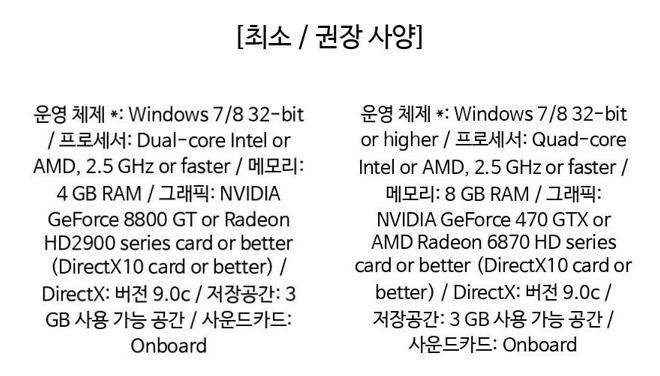 [최소 / 권장 사양]
운영 체제 *: Windows 7/8 32-bit
/ 프로세서: Dual-core Intel or
AMD, 2.5 GHz or faster / 메모리:
4 GB RAM / 그래픽: NVIDIA
GeForce 8800 GT or Radeon
HD2900 series card or better
(DirectX10 card or better) /
DirectX: 버전 9.0c / 저장공간: 3
GB 사용 가능 공간 / 사운드카드:
Onboard
운영 체제 *: Windows 7/8 32-bit
or higher / 프로세서: Quad-core
Intel or AMD, 2.5 GHz or faster /
메모리: 8 GB RAM / 그래픽:
NVIDIA GeForce 470 GTX or
AMD Radeon 6870 HD series
card or better (DirectX10 card or
better) / DirectX: 버전 9.0c /
저장공간: 3 GB 사용 가능 공간 /
사운드카드: Onboard